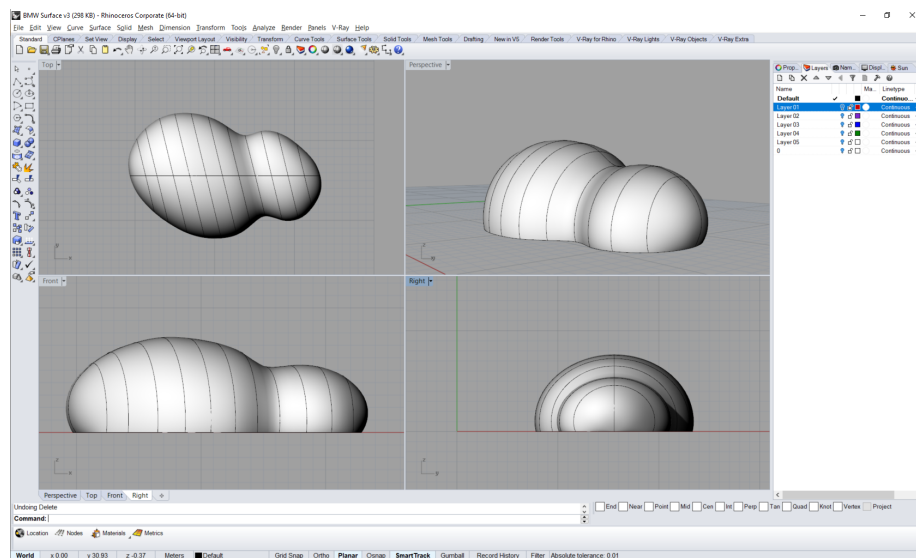 BMW Surface v3 (298 KB) - Rhinoceros Corporate (64-bit)
File Edit View Curve Surface Solid Mesh Dimension Transform Tools Analyze Render Panels V-Ray Help
Standard CPlanes Set View Display Select Viewport Layout Visibility Transform Curve Tools Surface Tools Solid Tools Mesh Tools Drafting New in V5 Render Tools V-Ray for Rhino V-Ray Lights V-Ray Objects V-Ray Extra
Top
Perspective
Prop... Layers Nam... Displ... Sun
Name Ma... Linetype
Default Continuo...
Layer 01 Continuous
Layer 02 Continuous
Layer 03 Continuous
Layer 04 Continuous
Layer 05 Continuous
0 Continuous
y
x
z
Front
Right
z
x
z
y
Perspective Top Front Right
Undoing Delete
Command:
End Near Point Mid Cen Int Perp Tan Quad Knot Vertex Project
Location Nodes Materials Metrics
World x 0.00 y 30.93 z -0.37 Meters Default Grid Snap Ortho Planar Osnap SmartTrack Gumball Record History Filter Absolute tolerance: 0.01